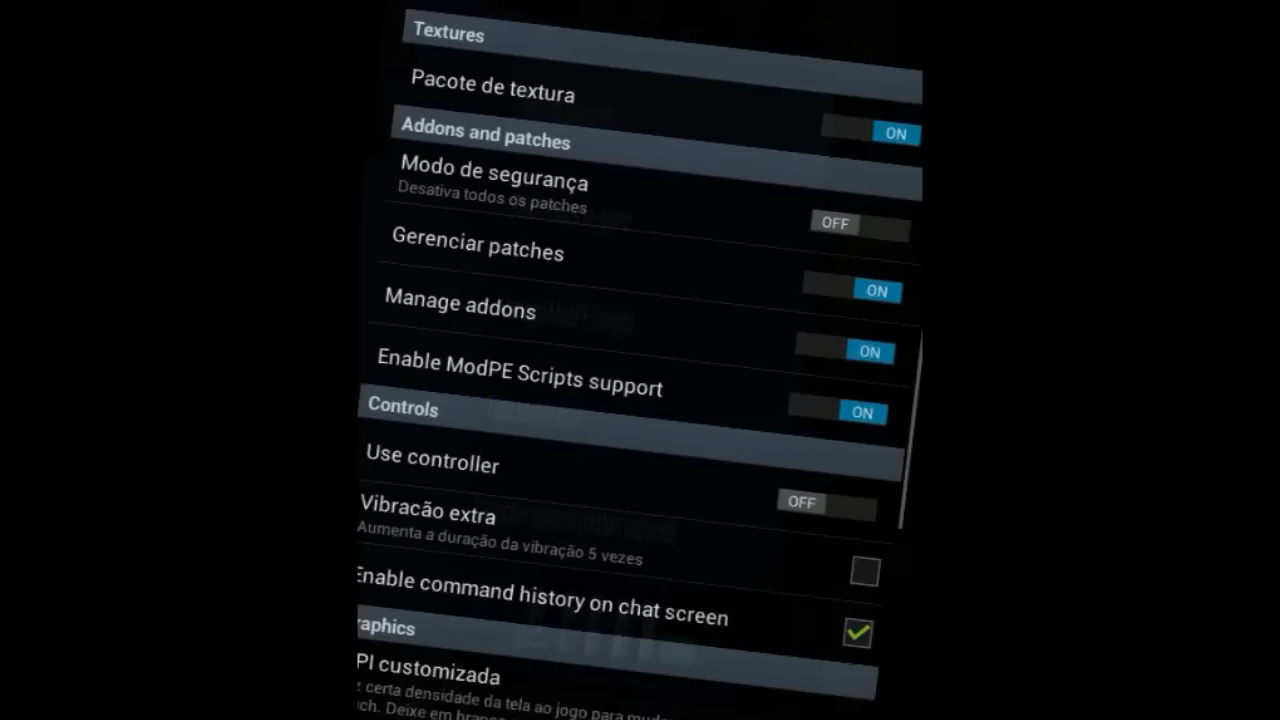 Textures
Pacote de textura
ON
Addons and patches
Modo de segurança
Desativa todos os patches
OFF
Gerenciar patches
ON
Manage addons
ON
Enable ModPE Scripts support
ON
Controls
Use controller
OFF
Vibracão extra
Aumenta a duração da vibração 5 vezes
Enable command history on chat screen
raphics
PI customizada
certa densidade da tela ao jogo para
Deixe em